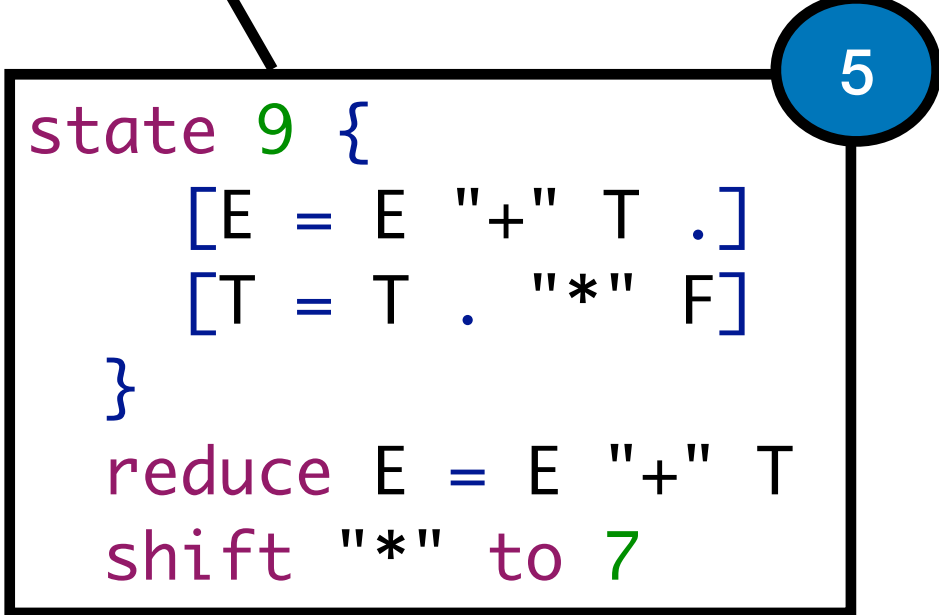 5
state 9 {
[E = E "+" T .]
[T = T . "*" F]
}
reduce E = E "+" T
shift "*" to 7